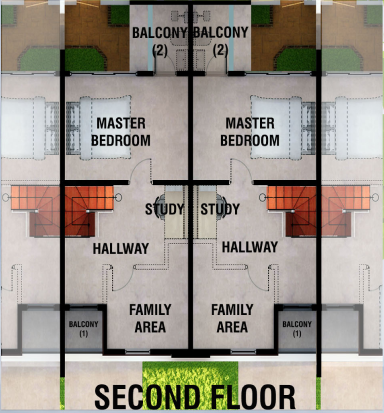 BALCONY
(2)
BALCONY
(2)
MASTER
BEDROOM
MASTER
BEDROOM
STUDY
STUDY
HALLWAY
HALLWAY
FAMILY
AREA
FAMILY
AREA
BALCONY
(1)
BALCONY
(1)
SECOND FLOOR